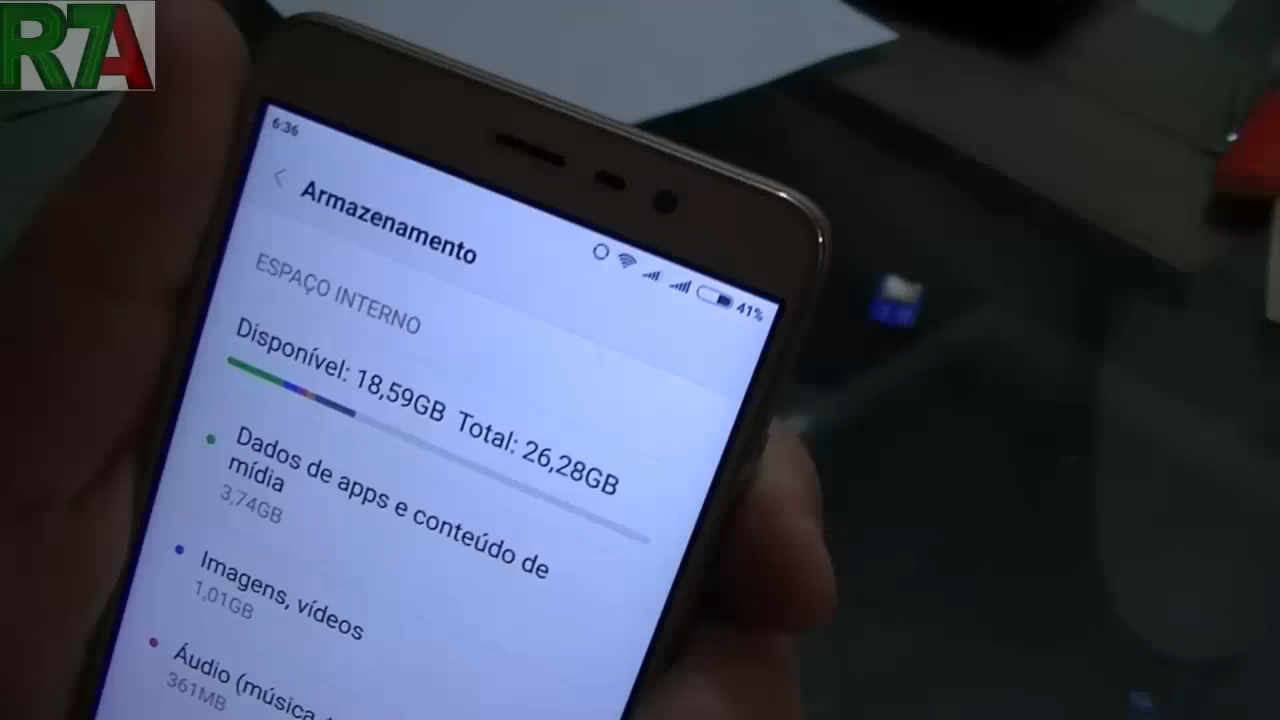 R7A
6:36
41%
Armazenamento
ESPAÇO INTERNO
Disponível: 18,59GB Total: 26,28GB
Dados de apps e conteúdo de
mídia
3,74GB
Imagens, vídeos
1,01GB
Áudio (música
361MB